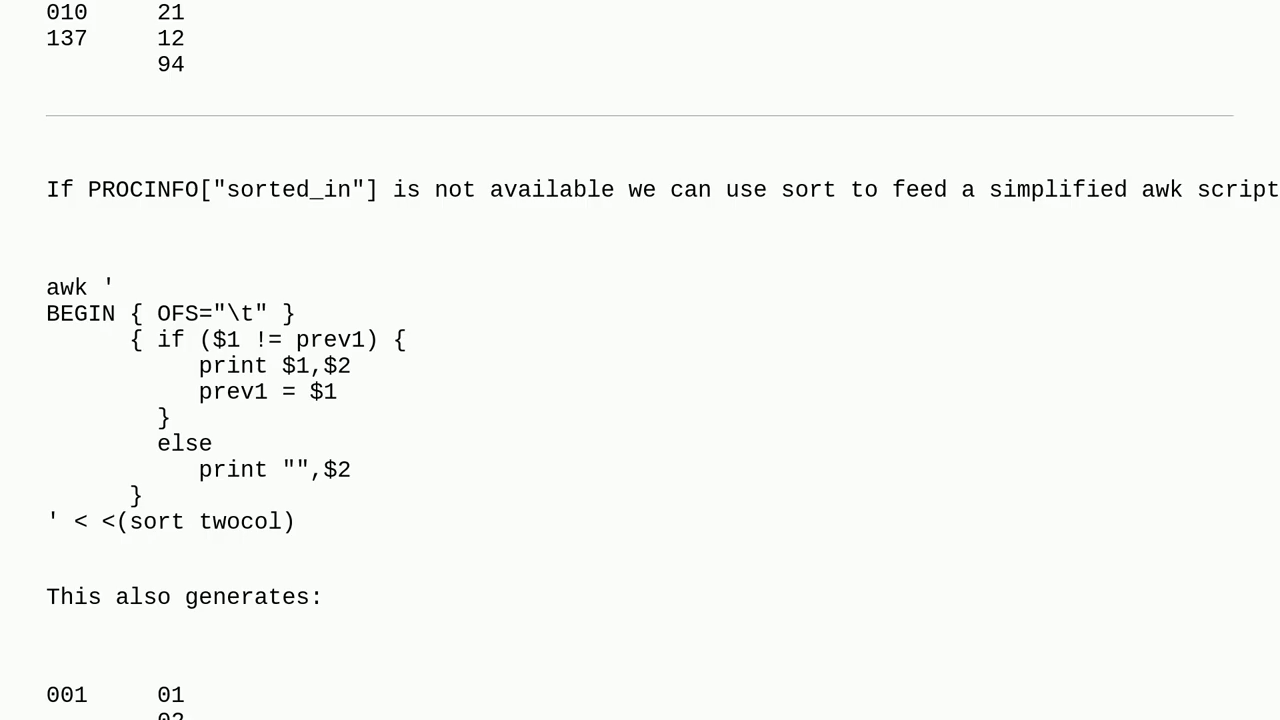 010     21
137     12
        94
If PROCINFO["sorted_in"] is not available we can use sort to feed a simplified awk script
awk '
BEGIN { OFS="\t" }
      { if ($1 != prev1) {
           print $1,$2
           prev1 = $1
        }
        else
           print "",$2
      }
' < <(sort twocol)
This also generates:
001     01
        02